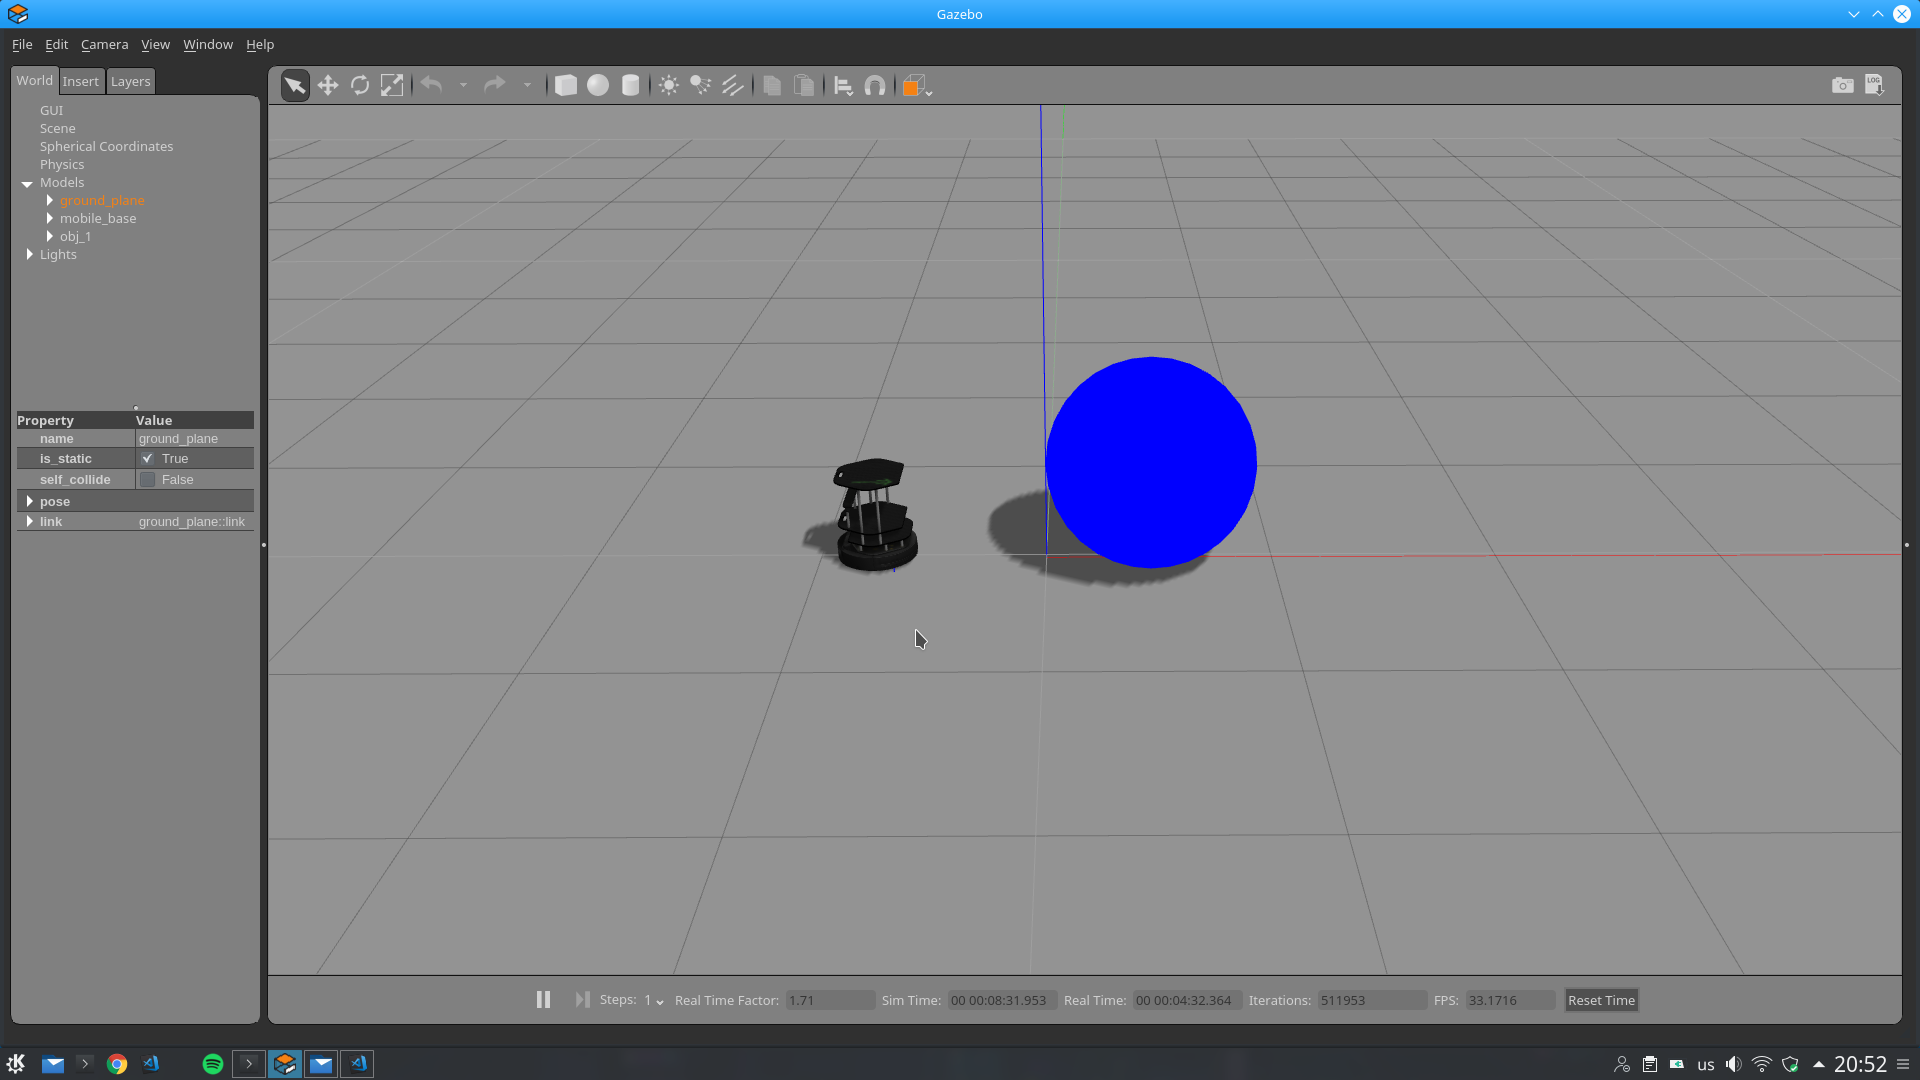 Gazebo
File Edit Camera View Window Help
World Insert Layers
GUI
Scene
Spherical Coordinates
Physics
Models
ground_plane
mobile_base
obj_1
Lights
Property Value
name ground_plane
is_static True
self_collide False
pose
link ground_plane::link
LOG
Steps: 1 Real Time Factor: 1.71 Sim Time: 00 00:08:31.953 Real Time: 00 00:04:32.364 Iterations: 511953 FPS: 33.1716 Reset Time
us 20:52